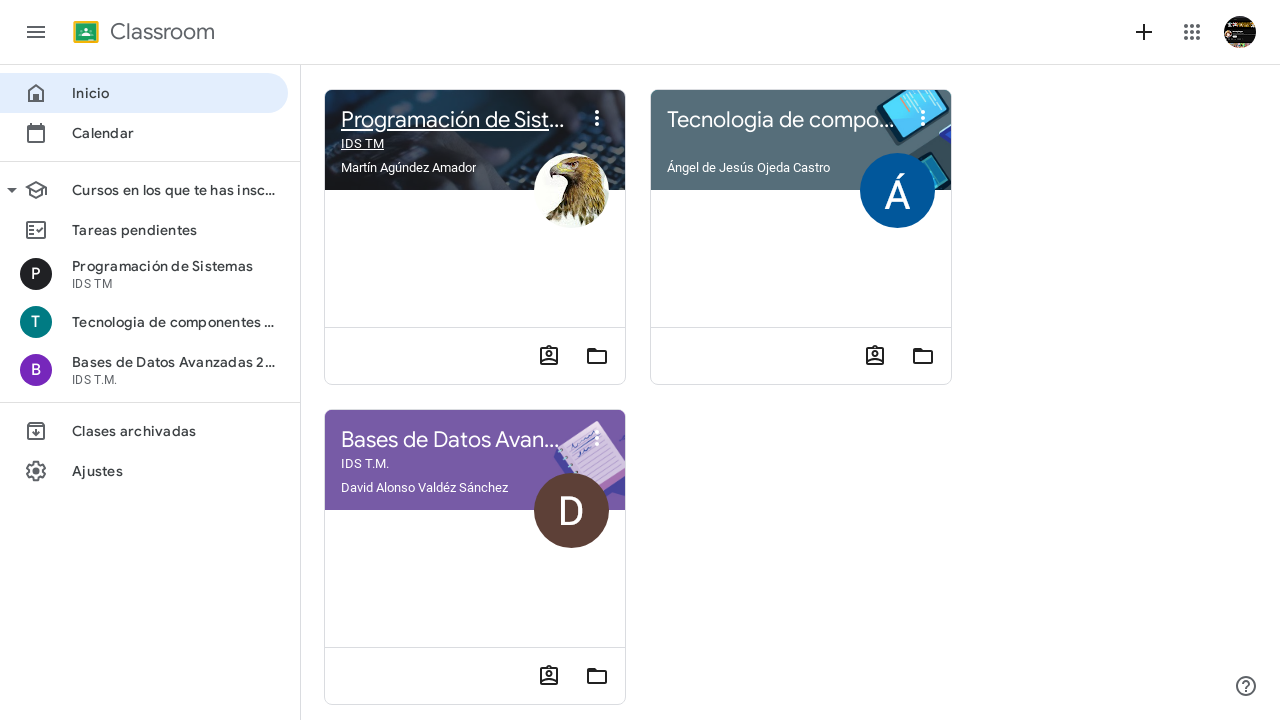 Classroom
Inicio
Calendar
Cursos en los que te has insc...
Tareas pendientes
P
Programación de Sistemas
IDS TM
T
Tecnologia de componentes ...
B
Bases de Datos Avanzadas 2...
IDS T.M.
Clases archivadas
Ajustes
Programación de Sist...
IDS TM
Martín Agúndez Amador
Tecnologia de compo...
Ángel de Jesús Ojeda Castro
Á
Bases de Datos Avan...
IDS T.M.
David Alonso Valdéz Sánchez
D